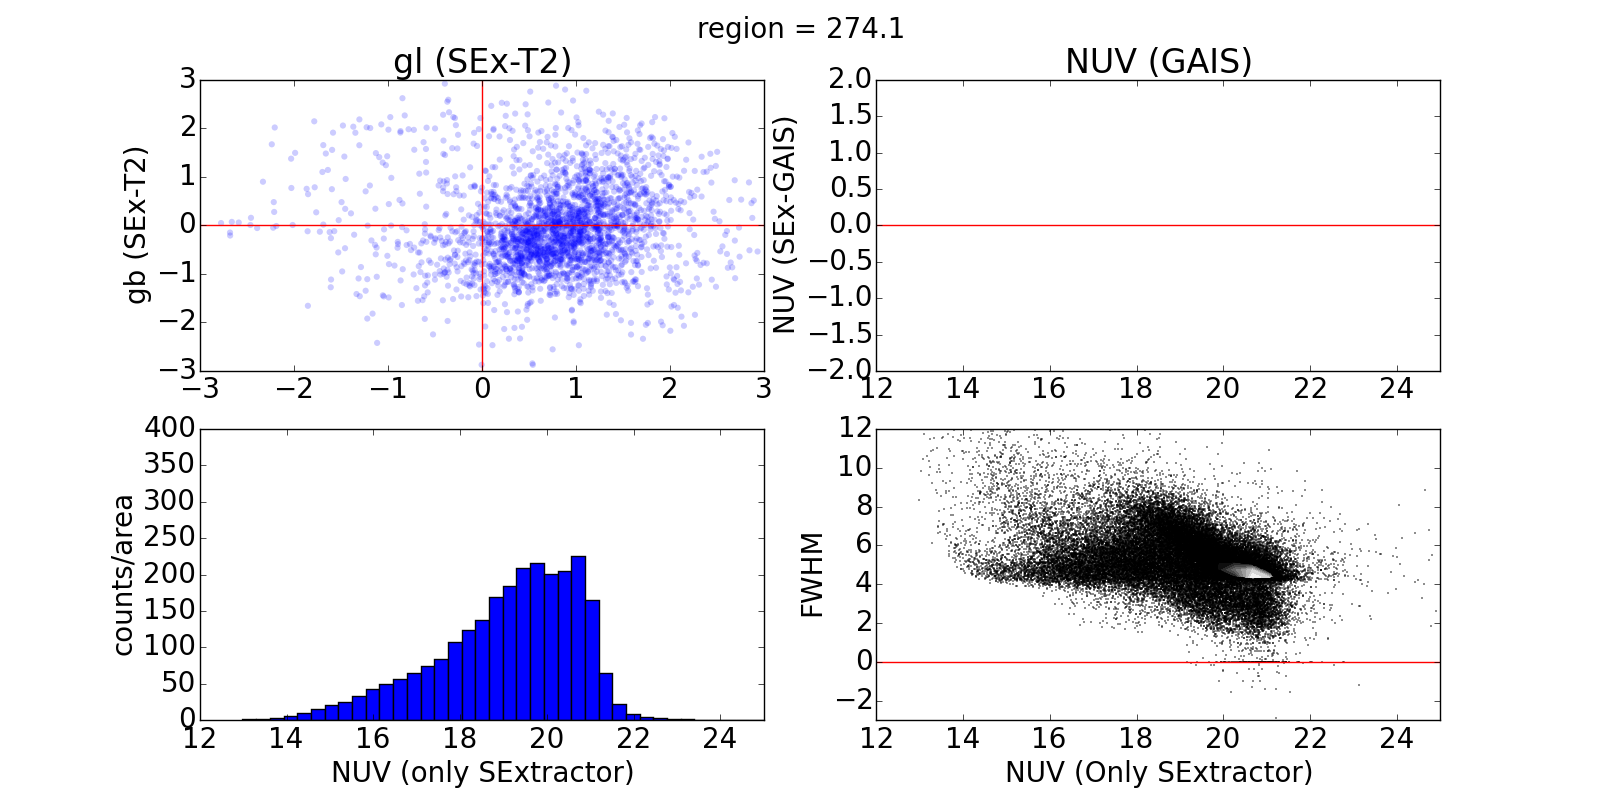 region = 274.1
gl (SEx-T2)
NUV (GAIS)
3
2
1
0
−1
−2
−3
gb (SEx-T2)
−3 −2 −1 0 1 2 3
2.0
1.5
1.0
0.5
0.0
−0.5
−1.0
−1.5
−2.0
NUV (SEx-GAIS)
12 14 16 18 20 22 24
400
350
300
250
200
150
100
50
0
counts/area
12 14 16 18 20 22 24
NUV (only SExtractor)
12
10
8
6
4
2
0
−2
FWHM
12 14 16 18 20 22 24
NUV (Only SExtractor)